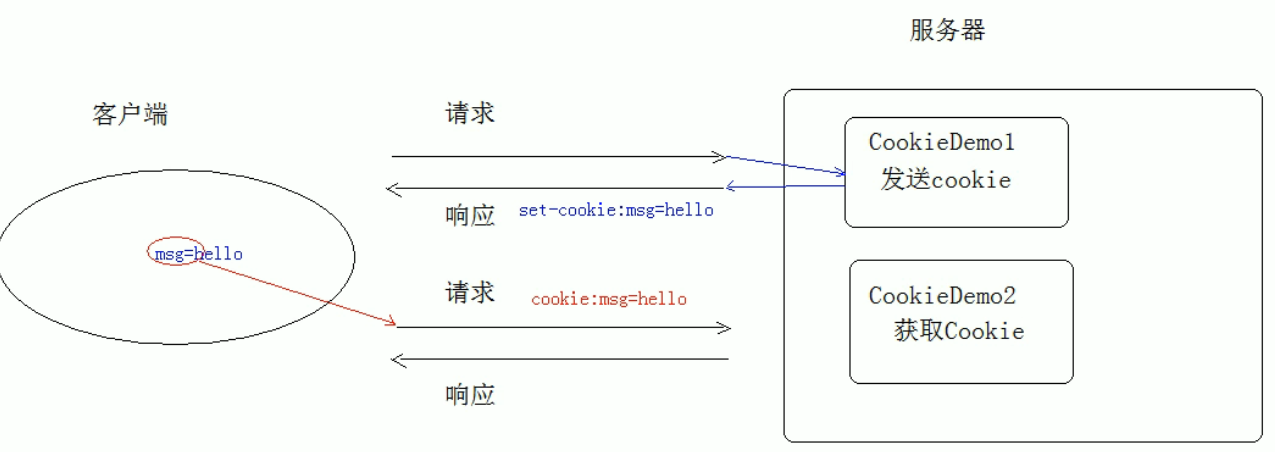 服务器
客户端
请求
CookieDemo1
发送cookie
响应
set-cookie:msg=hello
msg=hello
请求
cookie:msg=hello
CookieDemo2
获取Cookie
响应